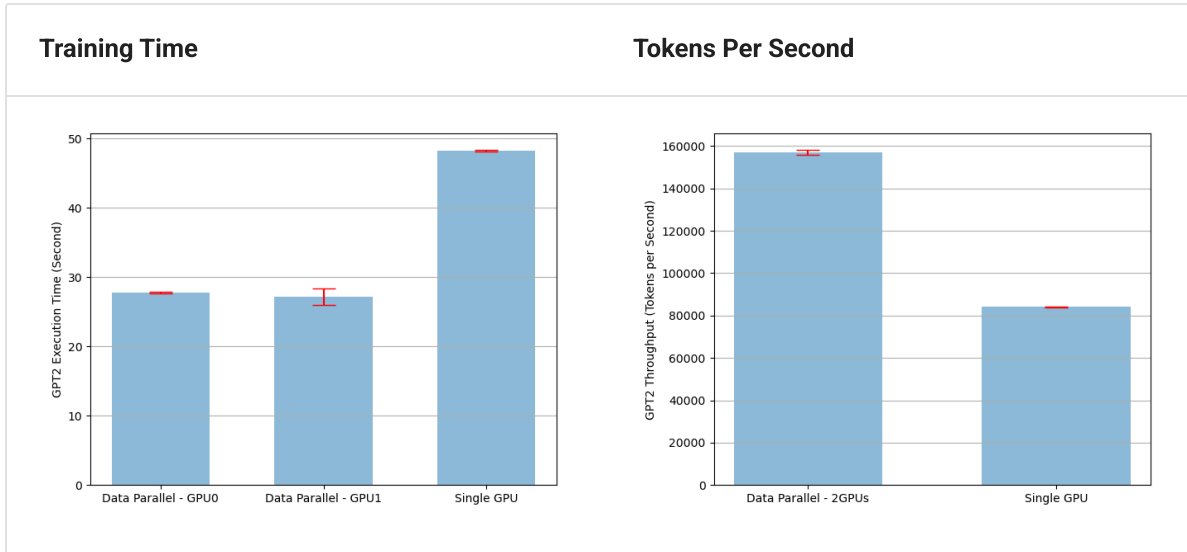 Training Time
Tokens Per Second
GPT2 Execution Time (Second)
50
40
30
20
10
0
Data Parallel - GPU0
Data Parallel - GPU1
Single GPU
GPT2 Throughput (Tokens per Second)
160000
140000
120000
100000
80000
60000
40000
20000
0
Data Parallel - 2GPUs
Single GPU